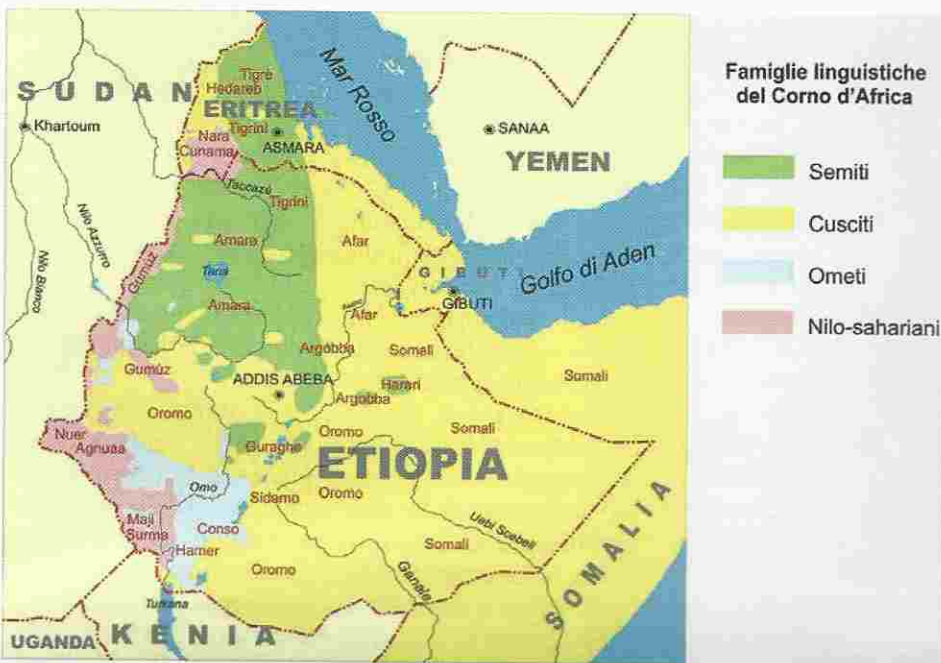 Famiglie linguistiche
del Corno d'Africa
Semiti
Cusciti
Ometi
Nilo-sahariani
SUDAN
Khartoum
Nilo Azzurro
Nilo Bianco
Tigrè
Hedareb
ERITREA
Tigrini
Nara
Cunama
ASMARA
Mar Rosso
SANAA
YEMEN
Taccazè
Tigrini
Amara
Afar
Tana
Gumùz
GIBUTI
Golfo di Aden
GIBUTI
Amara
Afar
Argobba
Somali
Gumùz
ADDIS ABEBA
Harari
Argobba
Somali
Oromo
Oromo
Somali
Nuer
Agnuaa
Guraghe
ETIOPIA
Omo
Sidamo
Oromo
Maji
Surma
Conso
Uebi Scebeli
Hamer
Somali
Oromo
Ganale
SOMALIA
Turkana
UGANDA
KENIA